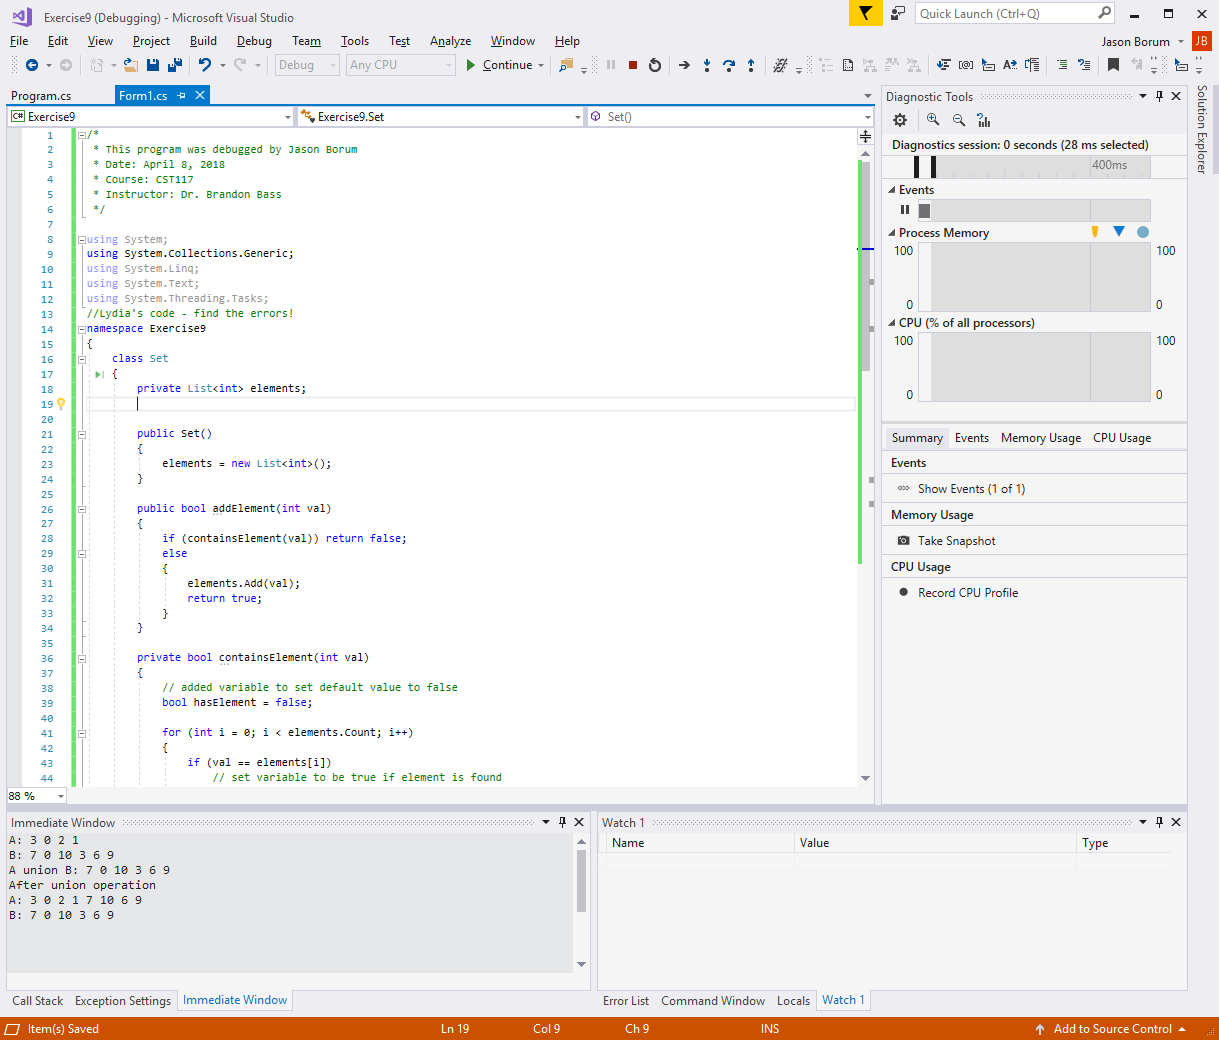 Exercise9 (Debugging) - Microsoft Visual Studio
Quick Launch (Ctrl+Q)
File Edit View Project Build Debug Team Tools Test Analyze Window Help
Jason Borum JB
Debug Any CPU Continue
Program.cs Form1.cs
C# Exercise9 Exercise9.Set Set()
1 /*
2 * This program was debugged by Jason Borum
3 * Date: April 8, 2018
4 * Course: CST117
5 * Instructor: Dr. Brandon Bass
6 */
7
8 using System;
9 using System.Collections.Generic;
10 using System.Linq;
11 using System.Text;
12 using System.Threading.Tasks;
13 //Lydia's code - find the errors!
14 namespace Exercise9
15 {
16 class Set
17 {
18 private List<int> elements;
19
20
21 public Set()
22 {
23 elements = new List<int>();
24 }
25
26 public bool addElement(int val)
27 {
28 if (containsElement(val)) return false;
29 else
30 {
31 elements.Add(val);
32 return true;
33 }
34 }
35
36 private bool containsElement(int val)
37 {
38 // added variable to set default value to false
39 bool hasElement = false;
40
41 for (int i = 0; i < elements.Count; i++)
42 {
43 if (val == elements[i])
44 // set variable to be true if element is found
88 %
Diagnostic Tools
Diagnostics session: 0 seconds (28 ms selected)
400ms
Events
Process Memory
100 100
0 0
CPU (% of all processors)
100 100
0 0
Summary Events Memory Usage CPU Usage
Events
Show Events (1 of 1)
Memory Usage
Take Snapshot
CPU Usage
Record CPU Profile
Solution Explorer
Immediate Window
A: 3 0 2 1
B: 7 0 10 3 6 9
A union B: 7 0 10 3 6 9
After union operation
A: 3 0 2 1 7 10 6 9
B: 7 0 10 3 6 9
Call Stack Exception Settings Immediate Window
Watch 1
Name Value Type
Error List Command Window Locals Watch 1
Item(s) Saved Ln 19 Col 9 Ch 9 INS Add to Source Control